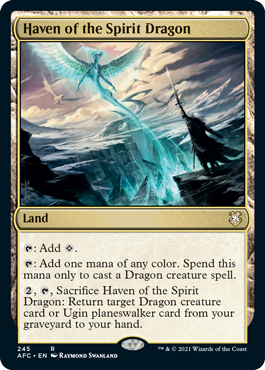 Haven of the Spirit Dragon
Land
: Add .
: Add one mana of any color. Spend this
mana only to cast a Dragon creature spell.
2, , Sacrifice Haven of the Spirit
Dragon: Return target Dragon creature
card or Ugin planeswalker card from your
graveyard to your hand.
245 R
AFC • EN RAYMOND SWANLAND
™ & © 2021 Wizards of the Coast